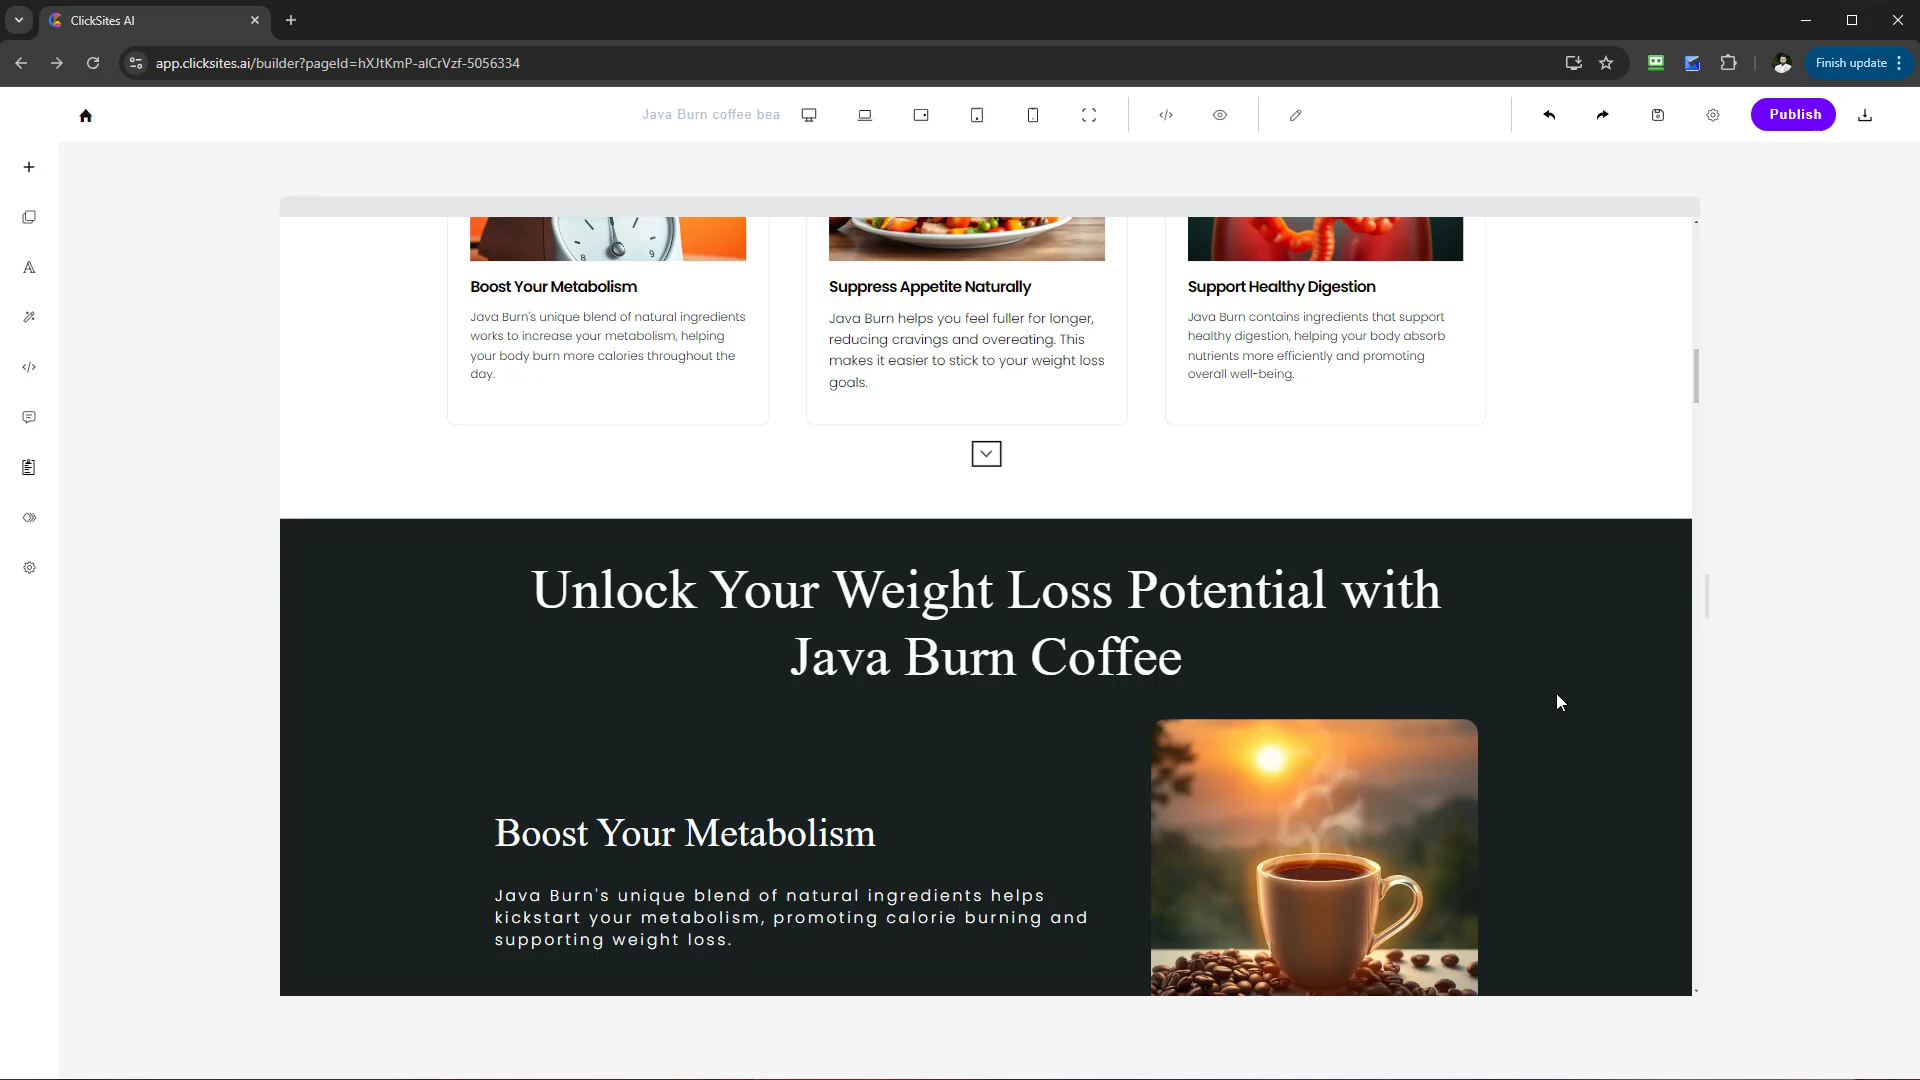 ClickSites AI
app.clicksites.ai/builder?pageId=hXJtKmP-alCrVzf-5056334
Finish update
Java Burn coffee bea
Publish
Boost Your Metabolism
Java Burn's unique blend of natural ingredients
works to increase your metabolism, helping
your body burn more calories throughout the
day.
Suppress Appetite Naturally
Java Burn helps you feel fuller for longer,
reducing cravings and overeating. This
makes it easier to stick to your weight loss
goals.
Support Healthy Digestion
Java Burn contains ingredients that support
healthy digestion, helping your body absorb
nutrients more efficiently and promoting
overall well-being.
Unlock Your Weight Loss Potential with
Java Burn Coffee
Boost Your Metabolism
Java Burn's unique blend of natural ingredients helps
kickstart your metabolism, promoting calorie burning and
supporting weight loss.